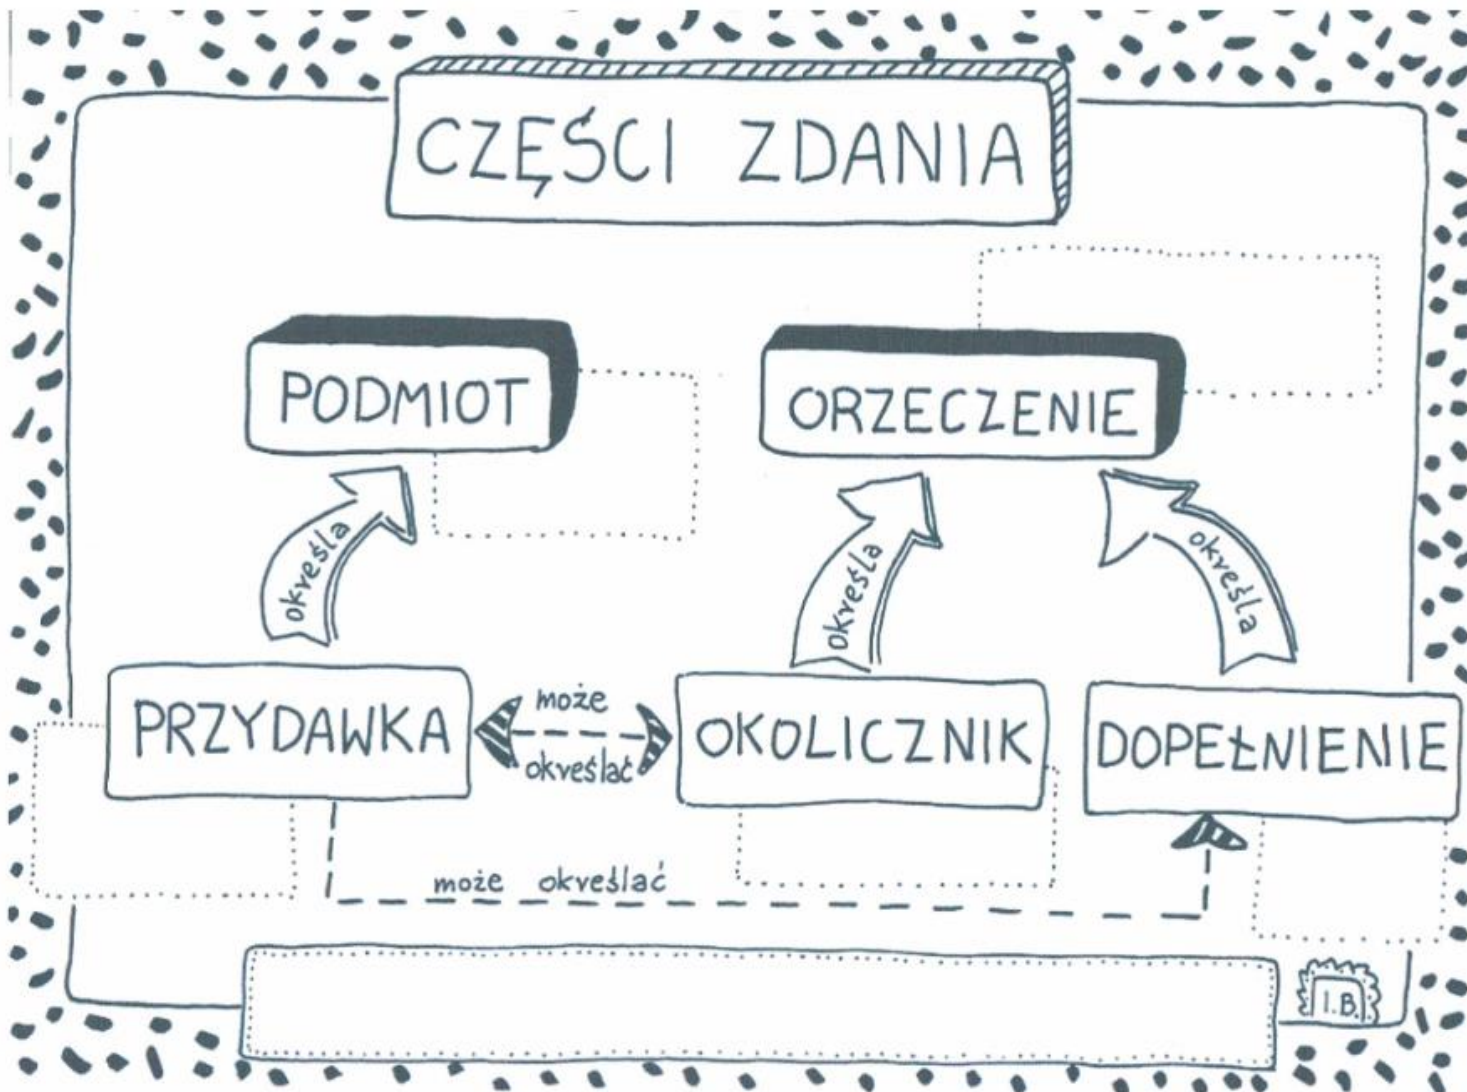 CZĘŚCI ZDANIA
PODMIOT
ORZECZENIE
określa
określa
określa
PRZYDAWKA
może
określać
OKOLICZNIK
DOPEŁNIENIE
może określać
I.B.